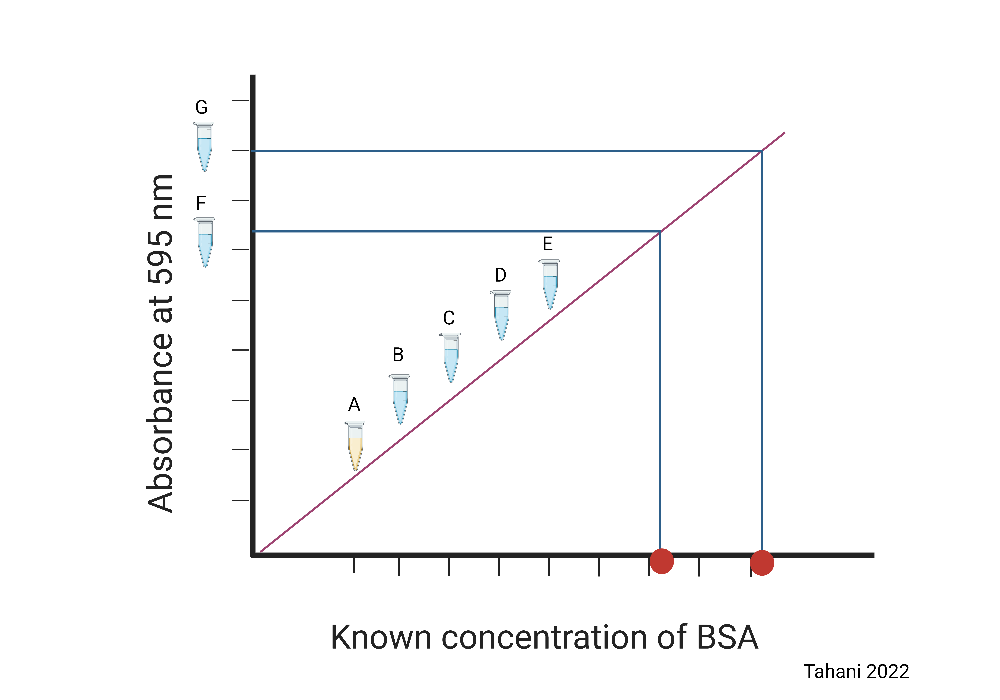 G
F
E
D
C
B
A
Absorbance at 595 nm
Known concentration of BSA
Tahani 2022